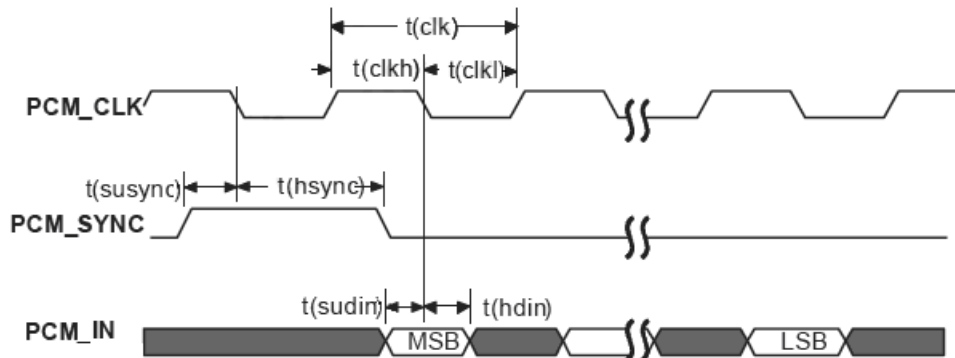 t(clk)
t(clkh) t(clkl)
PCM_CLK
t(susync) t(hsync)
PCM_SYNC
t(sudin) t(hdin)
PCM_IN MSB LSB